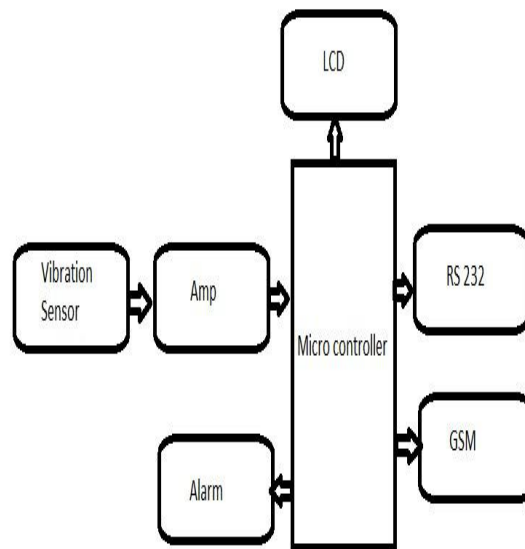 LCD
Vibration
Sensor
Amp
Micro controller
RS 232
GSM
Alarm